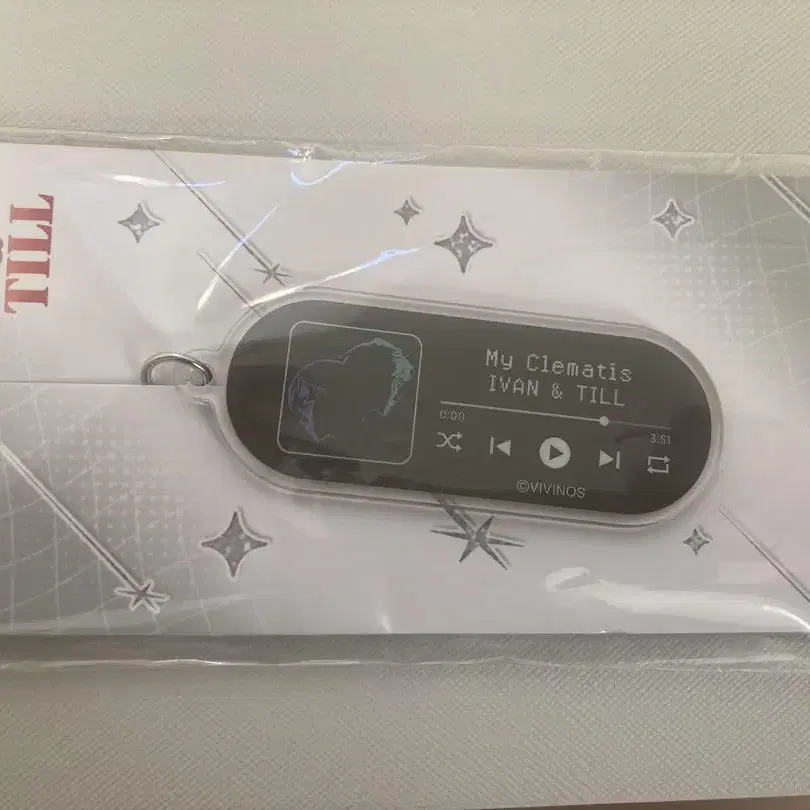 TILL
My Clematis
IVAN & TILL
0:00
3:51
©VIVINOS